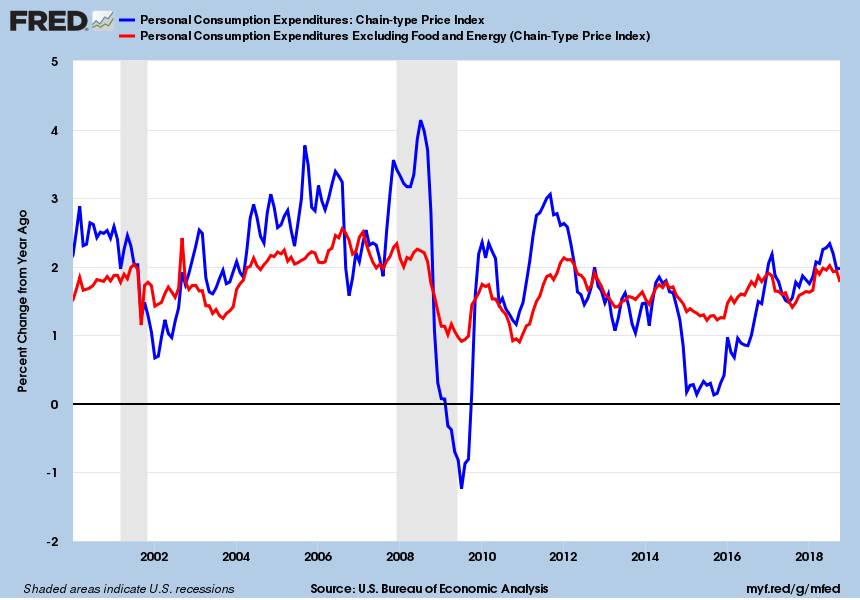 FRED
Personal Consumption Expenditures: Chain-type Price Index
Personal Consumption Expenditures Excluding Food and Energy (Chain-Type Price Index)
Percent Change from Year Ago
5
4
3
2
1
0
-1
-2
2002 2004 2006 2008 2010 2012 2014 2016 2018
Shaded areas indicate U.S. recessions
Source: U.S. Bureau of Economic Analysis
myf.red/g/mfed